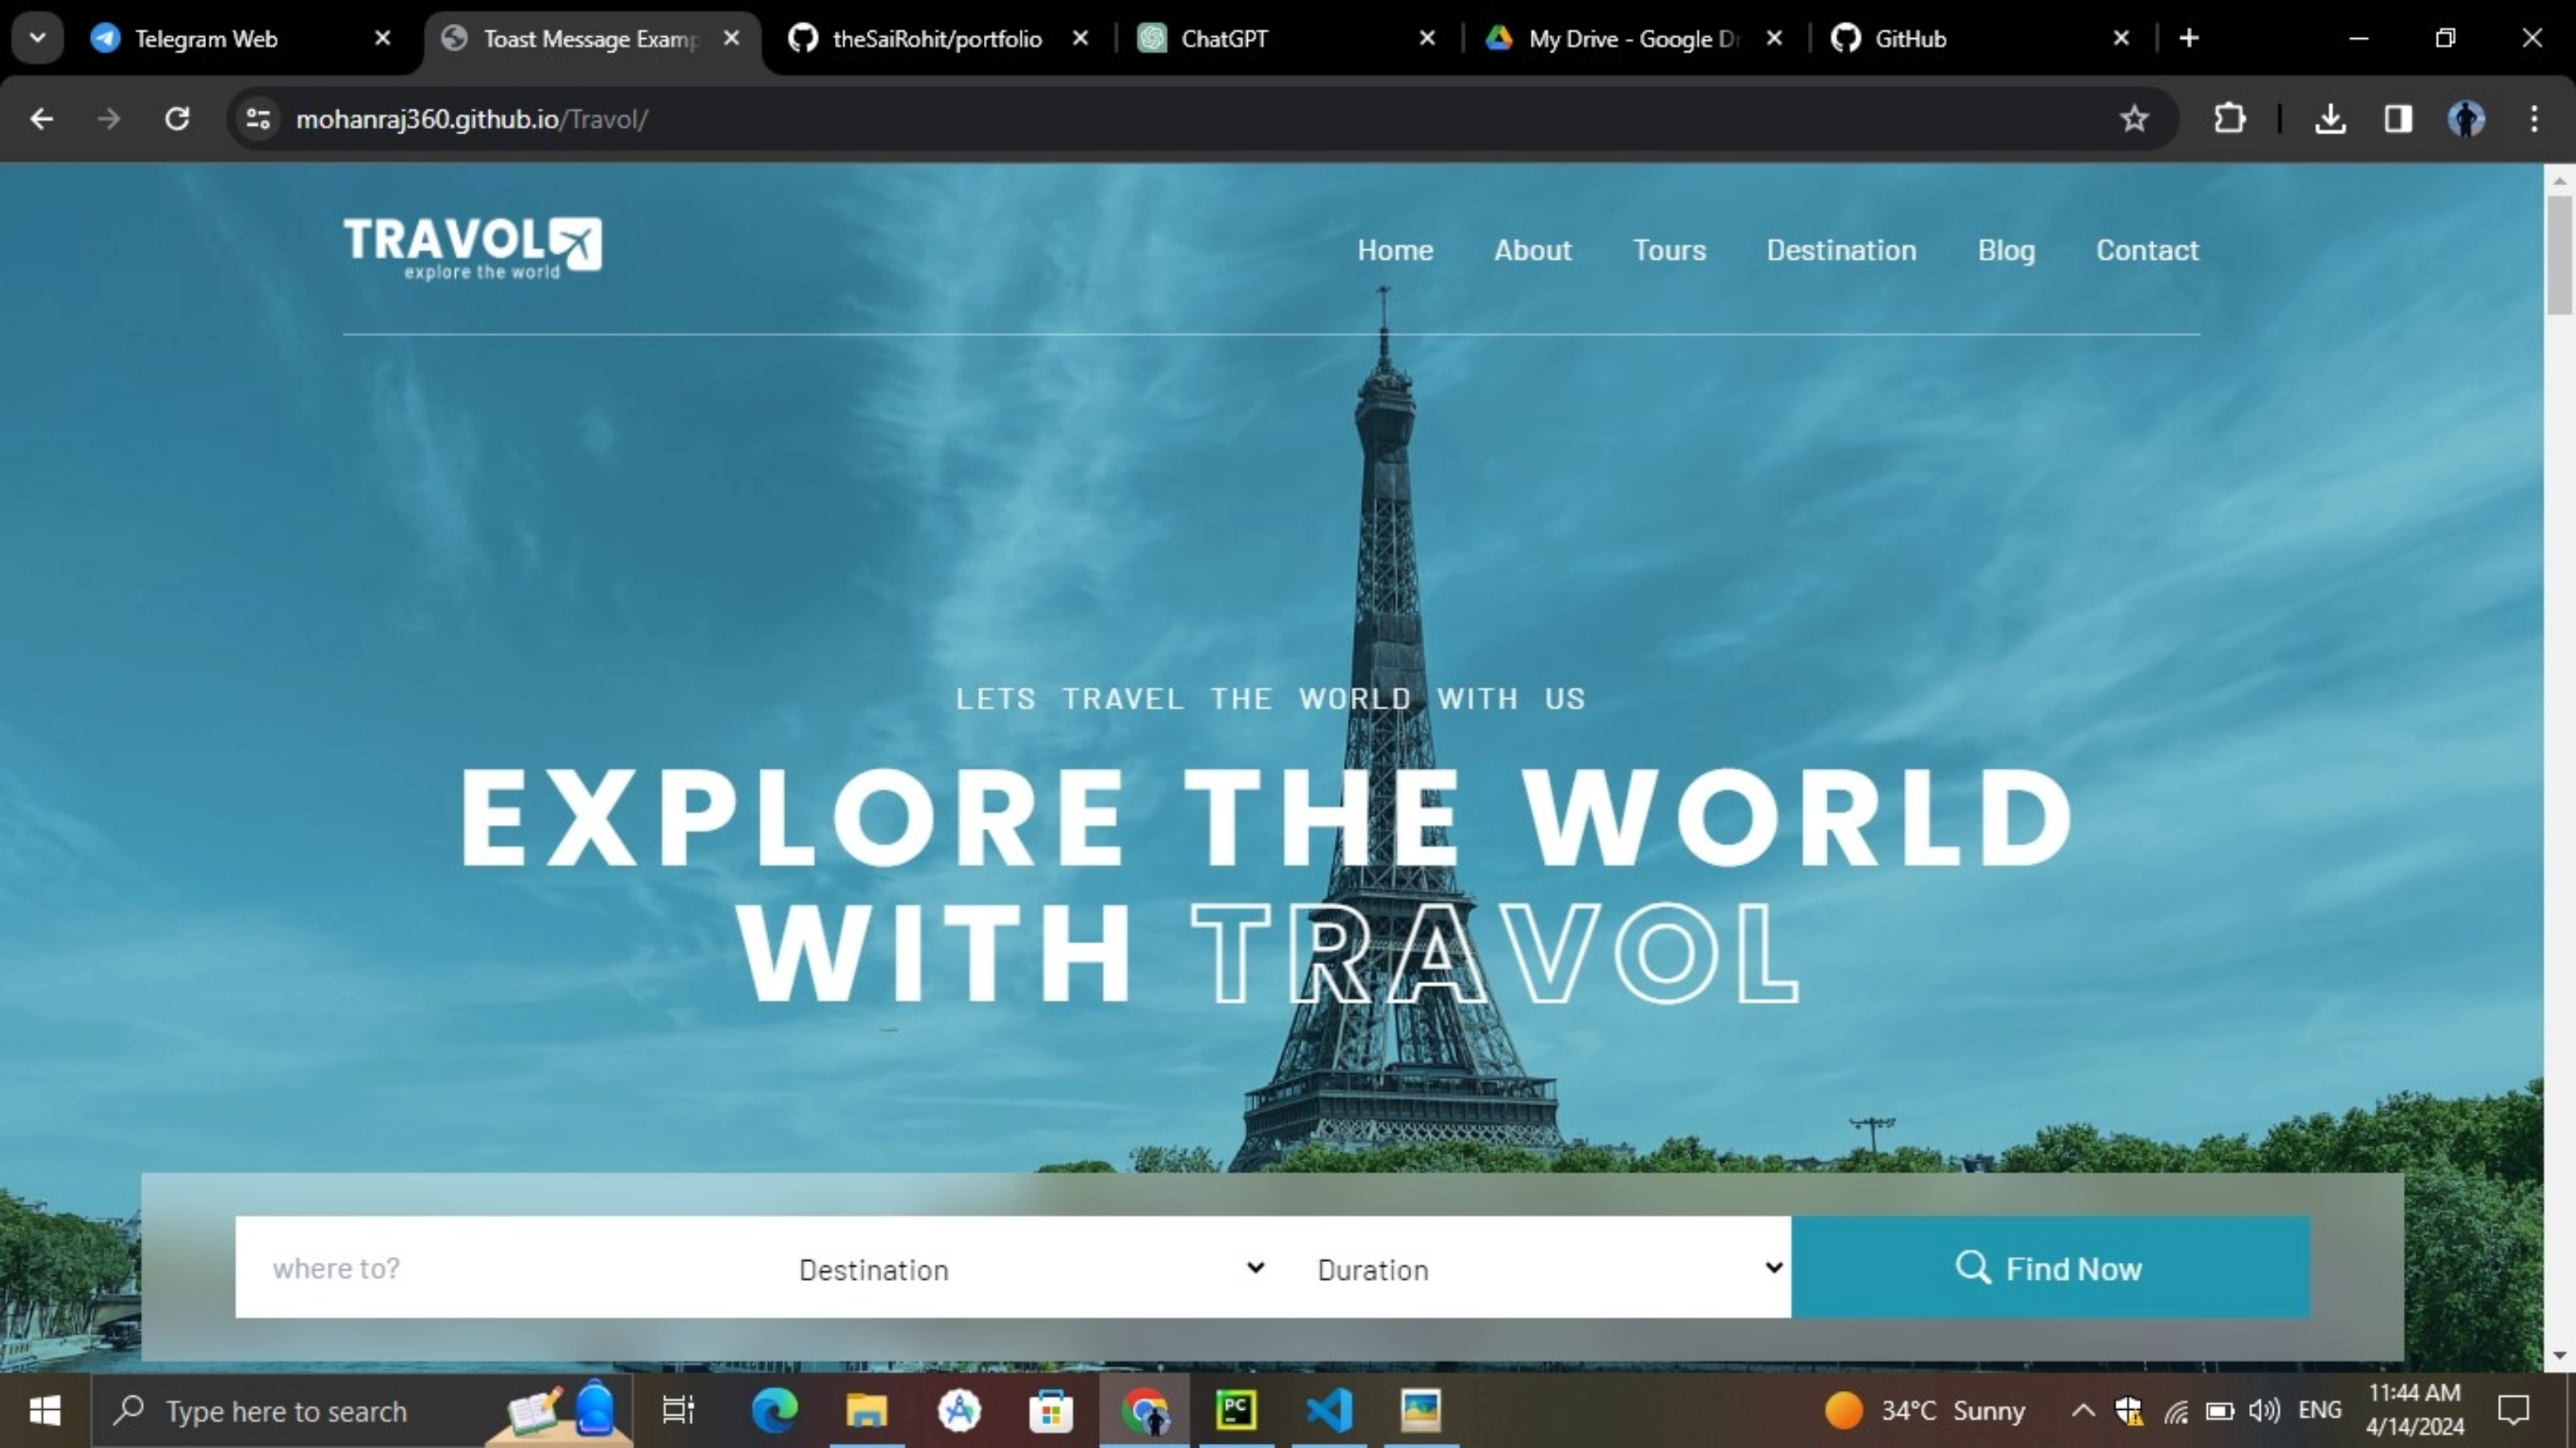 Telegram Web
Toast Message Examp
theSaiRohit/portfolio
ChatGPT
My Drive - Google Dr
GitHub
mohanraj360.github.io/Travol/
TRAVOL
explore the world
Home About Tours Destination Blog Contact
LETS TRAVEL THE WORLD WITH US
EXPLORE THE WORLD
WITH TRAVOL
where to? Destination Duration Find Now
Type here to search
PC
34°C Sunny
ENG
11:44 AM
4/14/2024